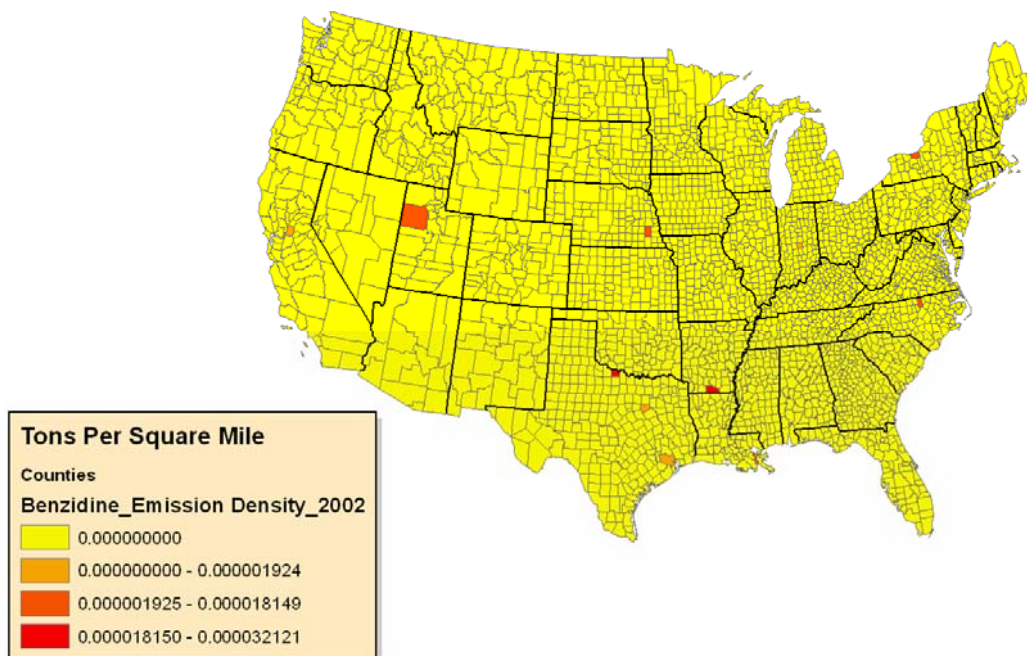 Tons Per Square Mile
Counties
Benzidine_Emission Density_2002
0.000000000
0.000000000 - 0.000001924
0.000001925 - 0.000018149
0.000018150 - 0.000032121